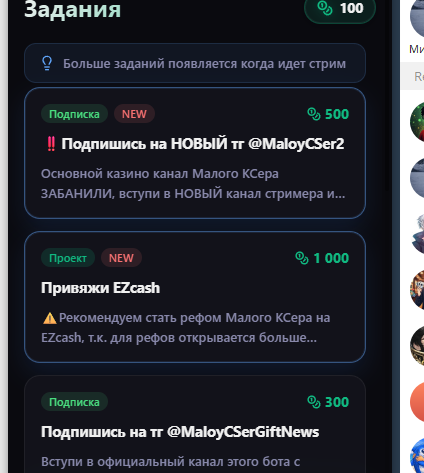 Задания
100
Больше заданий появляется когда идет стрим
Подписка
NEW
500
‼️Подпишись на НОВЫЙ тг @MaloyCSer2
Основной казино канал Малого КСера
ЗАБАНИЛИ, вступи в НОВЫЙ канал стримера и...
Проект
NEW
1 000
Привяжи EZcash
⚠️Рекомендуем стать рефом Малого КСера на
EZcash, т.к. для рефов открывается больше...
Подписка
300
Подпишись на тг @MaloyCSerGiftNews
Вступи в официальный канал этого бота с
Ми
Re